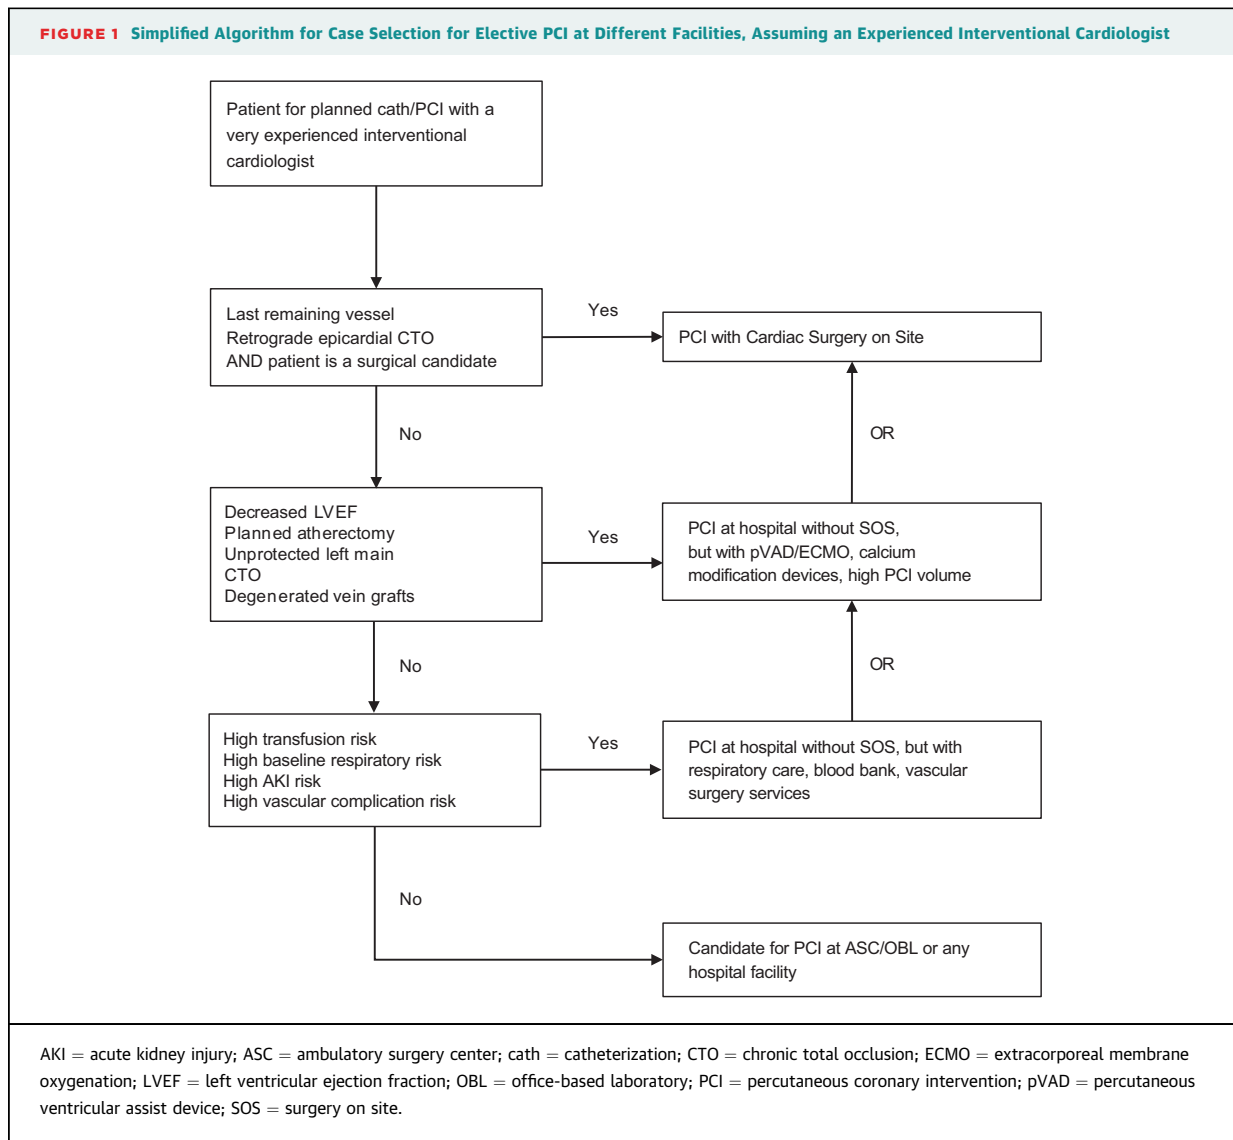 FIGURE 1 Simplified Algorithm for Case Selection for Elective PCI at Different Facilities, Assuming an Experienced Interventional Cardiologist
Patient for planned cath/PCI with a
very experienced interventional
cardiologist
Last remaining vessel
Retrograde epicardial CTO
AND patient is a surgical candidate
Yes
PCI with Cardiac Surgery on Site
No
OR
Decreased LVEF
Planned atherectomy
Unprotected left main
CTO
Degenerated vein grafts
Yes
PCI at hospital without SOS,
but with pVAD/ECMO, calcium
modification devices, high PCI volume
No
OR
High transfusion risk
High baseline respiratory risk
High AKI risk
High vascular complication risk
Yes
PCI at hospital without SOS, but with
respiratory care, blood bank, vascular
surgery services
No
Candidate for PCI at ASC/OBL or any
hospital facility
AKI = acute kidney injury; ASC = ambulatory surgery center; cath = catheterization; CTO = chronic total occlusion; ECMO = extracorporeal membrane
oxygenation; LVEF = left ventricular ejection fraction; OBL = office-based laboratory; PCI = percutaneous coronary intervention; pVAD = percutaneous
ventricular assist device; SOS = surgery on site.